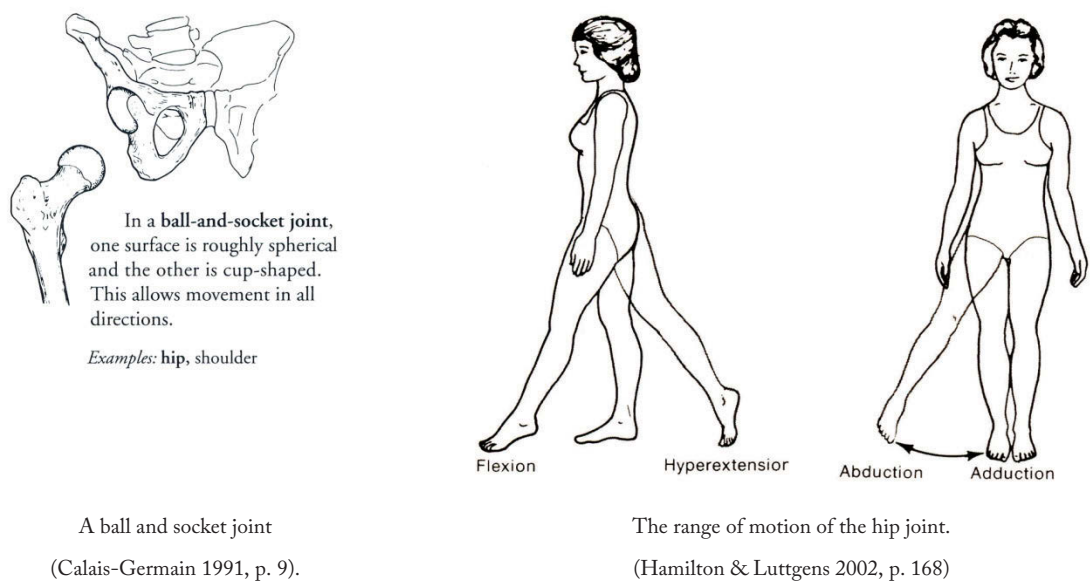 In a ball-and-socket joint,
one surface is roughly spherical
and the other is cup-shaped.
This allows movement in all
directions.
Examples: hip, shoulder
Flexion
Hyperextensior
Abduction
Adduction
A ball and socket joint
(Calais-Germain 1991, p. 9).
The range of motion of the hip joint.
(Hamilton & Luttgens 2002, p. 168)